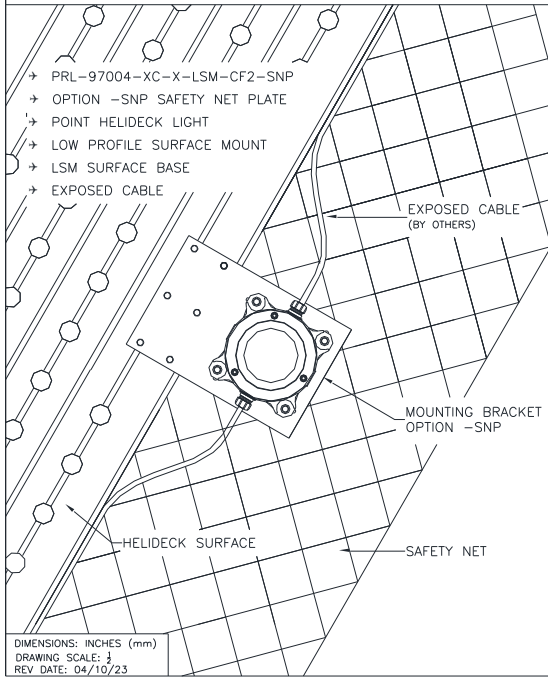 PRL-97004-XC-X-LSM-CF2-SNP
OPTION -SNP SAFETY NET PLATE
POINT HELIDECK LIGHT
LOW PROFILE SURFACE MOUNT
LSM SURFACE BASE
EXPOSED CABLE
EXPOSED CABLE
(BY OTHERS)
MOUNTING BRACKET
OPTION -SNP
HELIDECK SURFACE
SAFETY NET
DIMENSIONS: INCHES (mm)
DRAWING SCALE: ½
REV DATE: 04/10/23